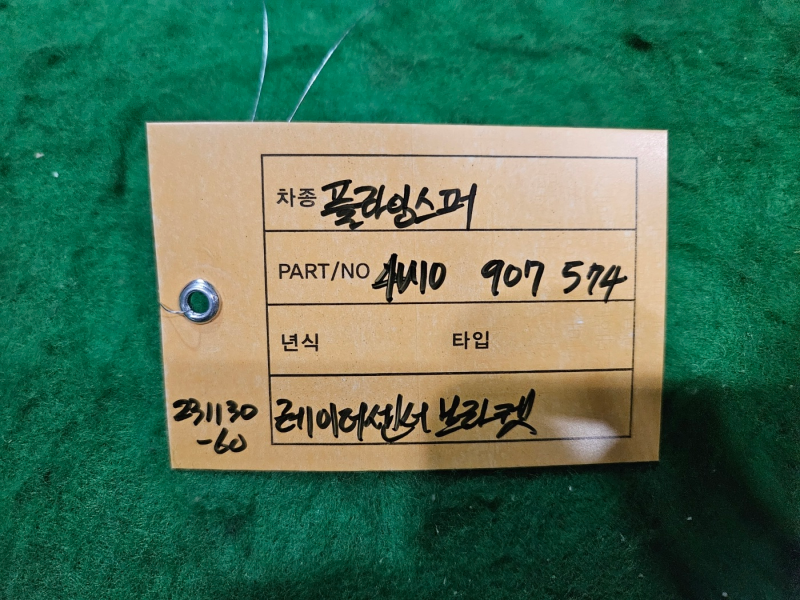 차종 플라잉스퍼
PART/NO 4W0 907 574
년식 타입
레이더센서 브라켓
231130
-60